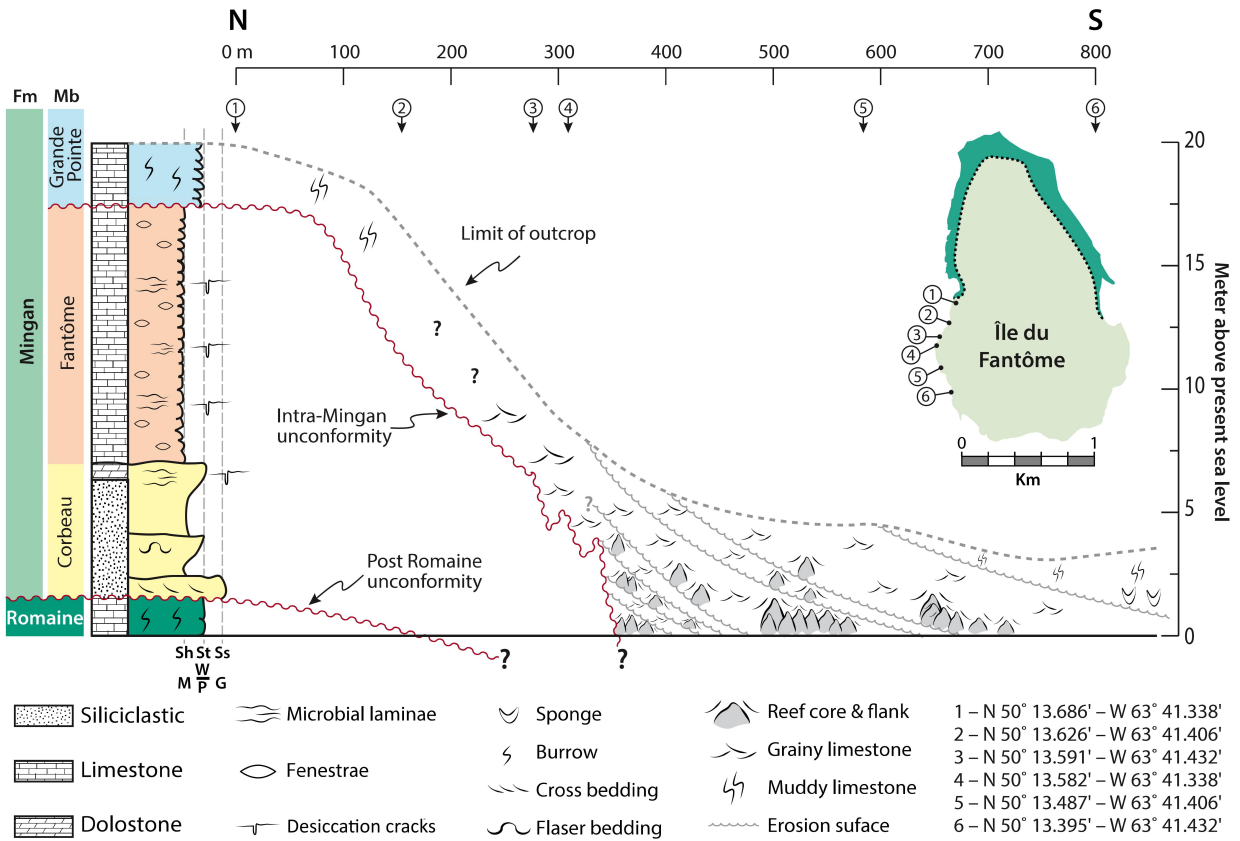 N
S
0 m 100 200 300 400 500 600 700 800
Fm Mb
1 2 3 4 5 6
Grande
Pointe
Fantôme
Corbeau
Mingan
Romaine
20
15
10
5
0
Meter above present sea level
Limit of outcrop
?
?
Intra-Mingan
unconformity
?
Post Romaine
unconformity
?
?
1
2
3
4
5
6
Île du
Fantôme
0 1
Km
Sh St Ss
W
M P G
Siliciclastic
Limestone
Dolostone
Microbial laminae
Fenestrae
Desiccation cracks
Sponge
Burrow
Cross bedding
Flaser bedding
Reef core & flank
Grainy limestone
Muddy limestone
Erosion suface
1 – N 50° 13.686' – W 63° 41.338'
2 – N 50° 13.626' – W 63° 41.406'
3 – N 50° 13.591' – W 63° 41.432'
4 – N 50° 13.582' – W 63° 41.338'
5 – N 50° 13.487' – W 63° 41.406'
6 – N 50° 13.395' – W 63° 41.432'